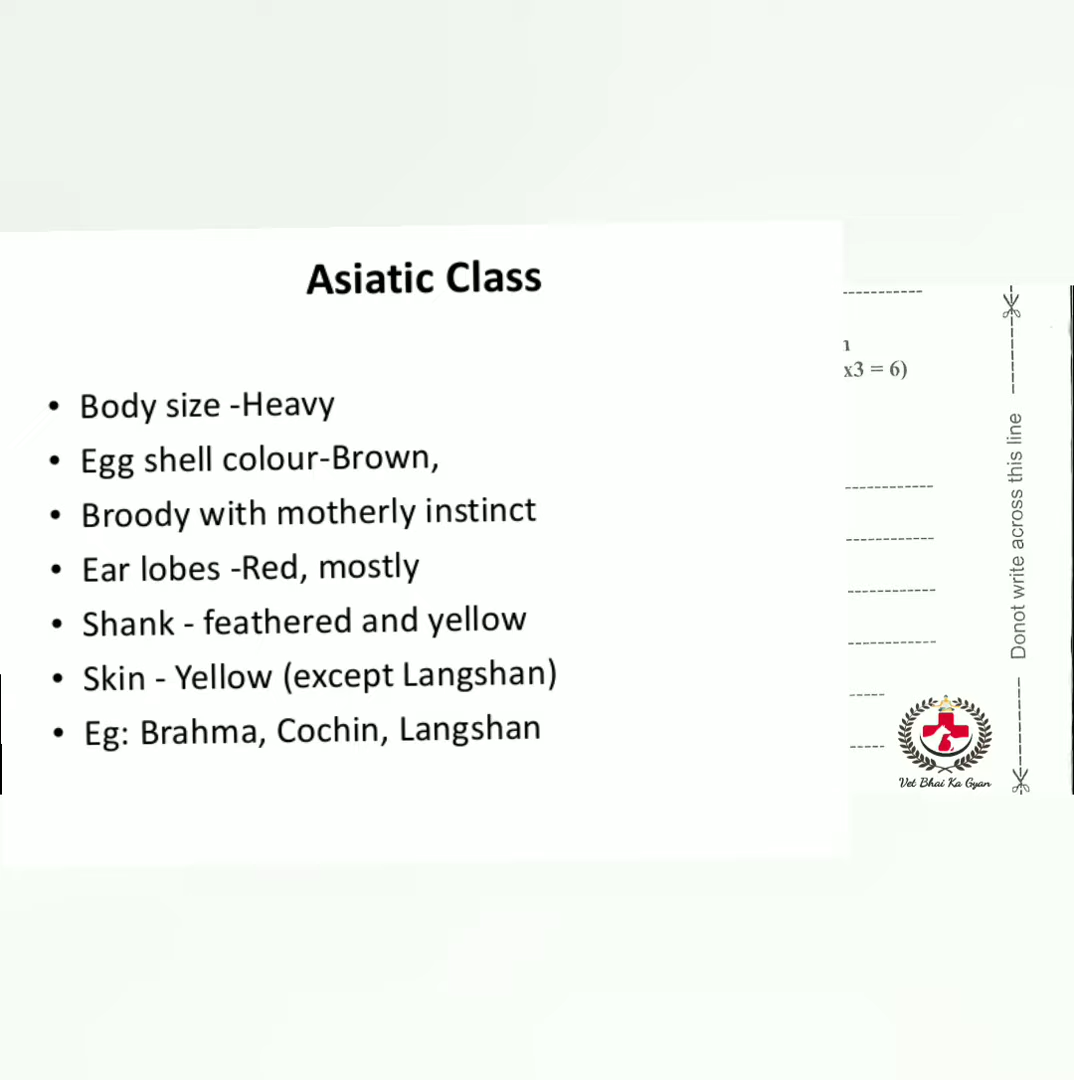 Asiatic Class
• Body size -Heavy
• Egg shell colour-Brown,
• Broody with motherly instinct
• Ear lobes -Red, mostly
• Shank - feathered and yellow
• Skin - Yellow (except Langshan)
• Eg: Brahma, Cochin, Langshan
x3 = 6)
Donot write across this line
Vet Bhai Ka Gyan